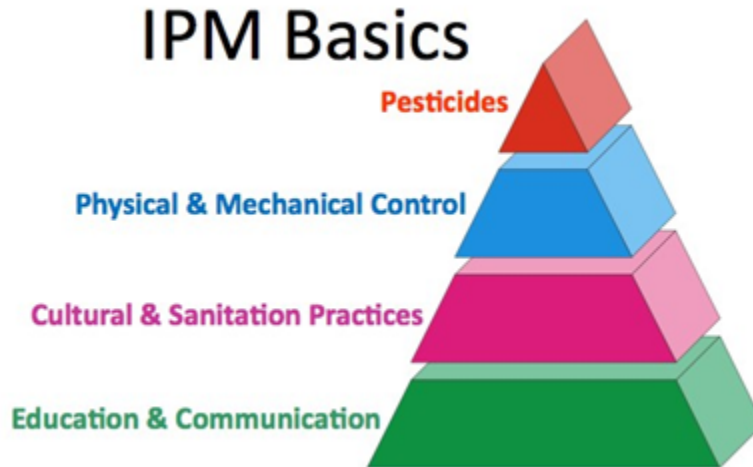 IPM Basics
Pesticides
Physical & Mechanical Control
Cultural & Sanitation Practices
Education & Communication